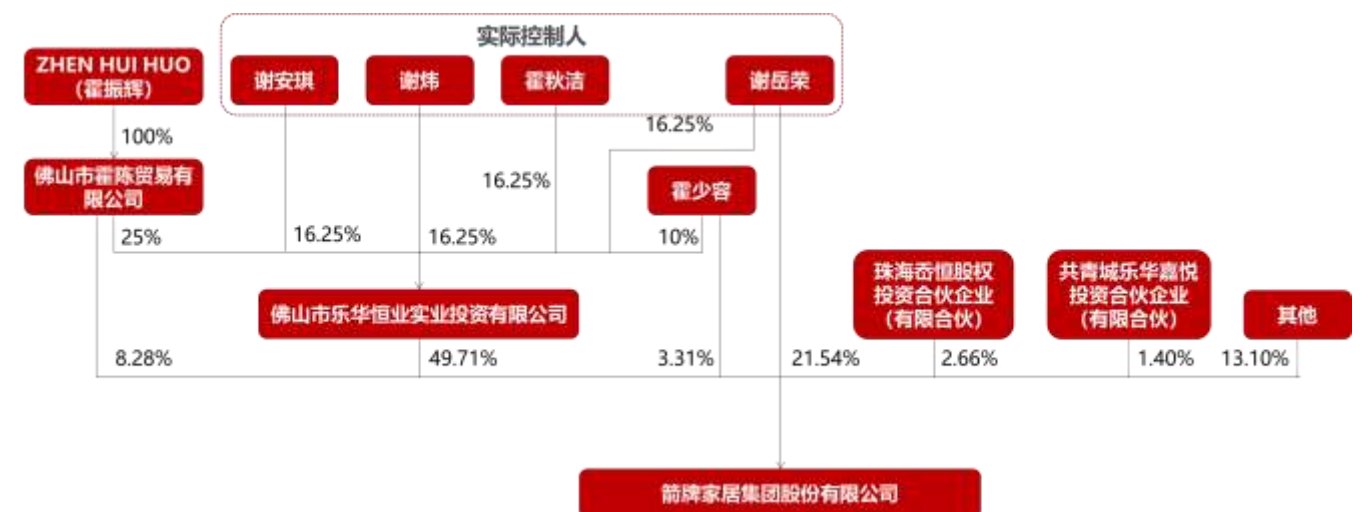 实际控制人
ZHEN HUI HUO
（霍振辉）
谢安琪
谢炜
霍秋洁
谢岳荣
100%
16.25%
佛山市霍陈贸易有
限公司
16.25%
霍少容
25%
16.25%
16.25%
10%
珠海岙恒股权
投资合伙企业
（有限合伙）
共青城乐华嘉悦
投资合伙企业
（有限合伙）
其他
佛山市乐华恒业实业投资有限公司
8.28%
49.71%
3.31%
21.54%
2.66%
1.40%
13.10%
箭牌家居集团股份有限公司